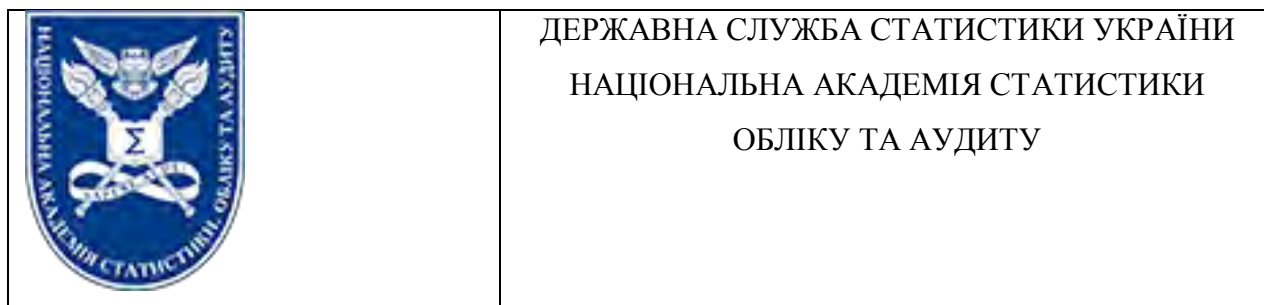 НАЦІОНАЛЬНА АКАДЕМІЯ СТАТИСТИКИ, ОБЛІКУ ТА АУДИТУ
Σ
ДЕРЖАВНА СЛУЖБА СТАТИСТИКИ УКРАЇНИ
НАЦІОНАЛЬНА АКАДЕМІЯ СТАТИСТИКИ
ОБЛІКУ ТА АУДИТУ